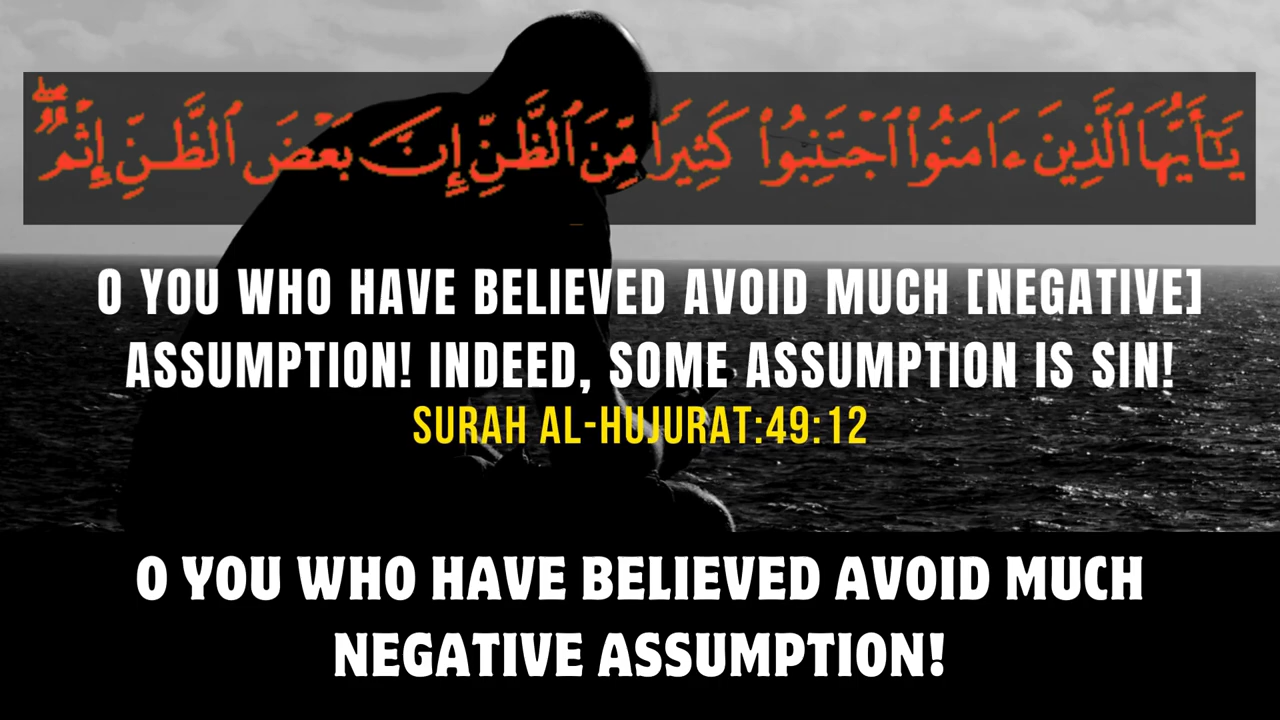 يَـٰٓأَيُّهَا ٱلَّذِينَ ءَامَنُوا۟ ٱجْتَنِبُوا۟ كَثِيرًا مِّنَ ٱلظَّنِّ إِنَّ بَعْضَ ٱلظَّنِّ إِثْمٌ ۖ
O YOU WHO HAVE BELIEVED AVOID MUCH [NEGATIVE]
ASSUMPTION! INDEED, SOME ASSUMPTION IS SIN!
SURAH AL-HUJURAT:49:12
O YOU WHO HAVE BELIEVED AVOID MUCH
NEGATIVE ASSUMPTION!